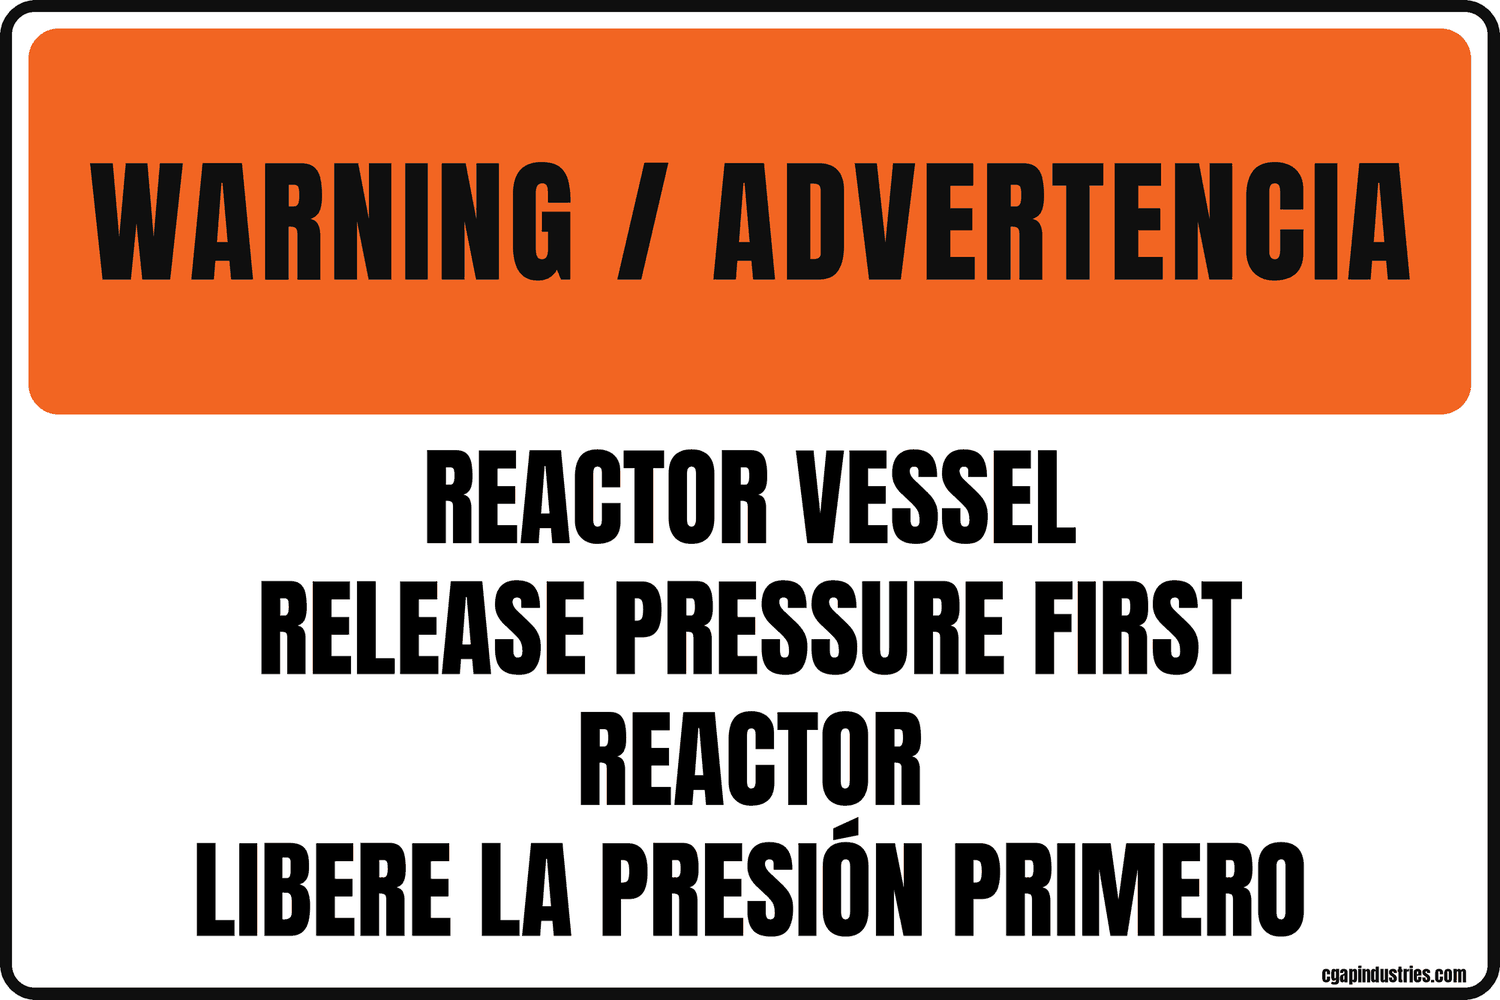 WARNING / ADVERTENCIA
REACTOR VESSEL
RELEASE PRESSURE FIRST
REACTOR
LIBERE LA PRESIÓN PRIMERO
cgapindustries.com